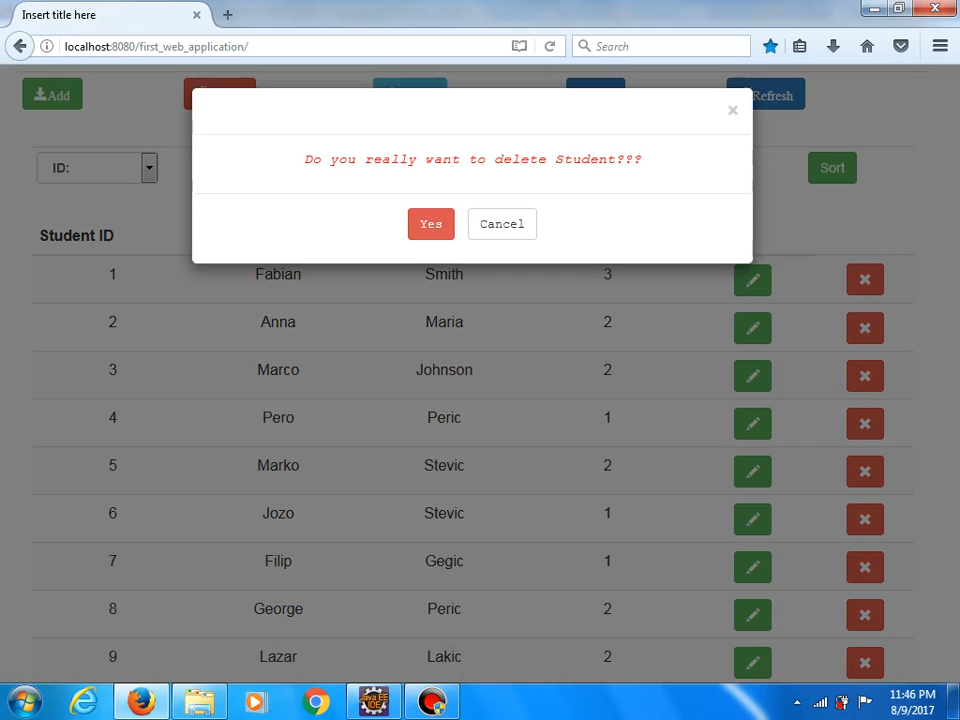 Insert title here
localhost:8080/first_web_application/
Search
Add
Refresh
Do you really want to delete Student???
Yes Cancel
ID:
Sort
Student ID
1 Fabian Smith 3
2 Anna Maria 2
3 Marco Johnson 2
4 Pero Peric 1
5 Marko Stevic 2
6 Jozo Stevic 1
7 Filip Gegic 1
8 George Peric 2
9 Lazar Lakic 2
Java EE
IDE
11:46 PM
8/9/2017